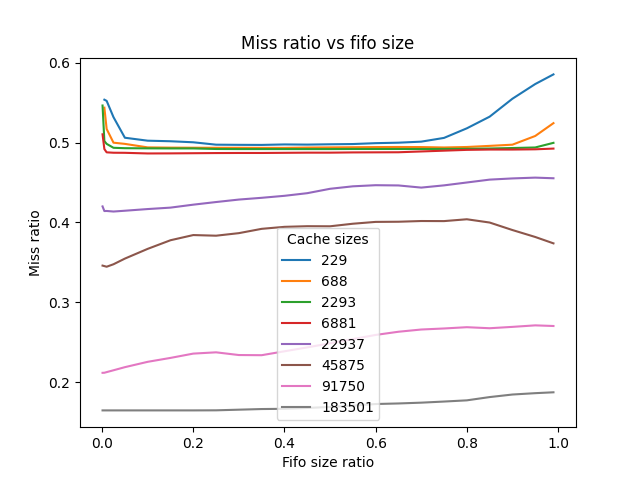 Miss ratio vs fifo size
0.6
0.5
0.4
0.3
0.2
Miss ratio
Cache sizes
229
688
2293
6881
22937
45875
91750
183501
0.0 0.2 0.4 0.6 0.8 1.0
Fifo size ratio